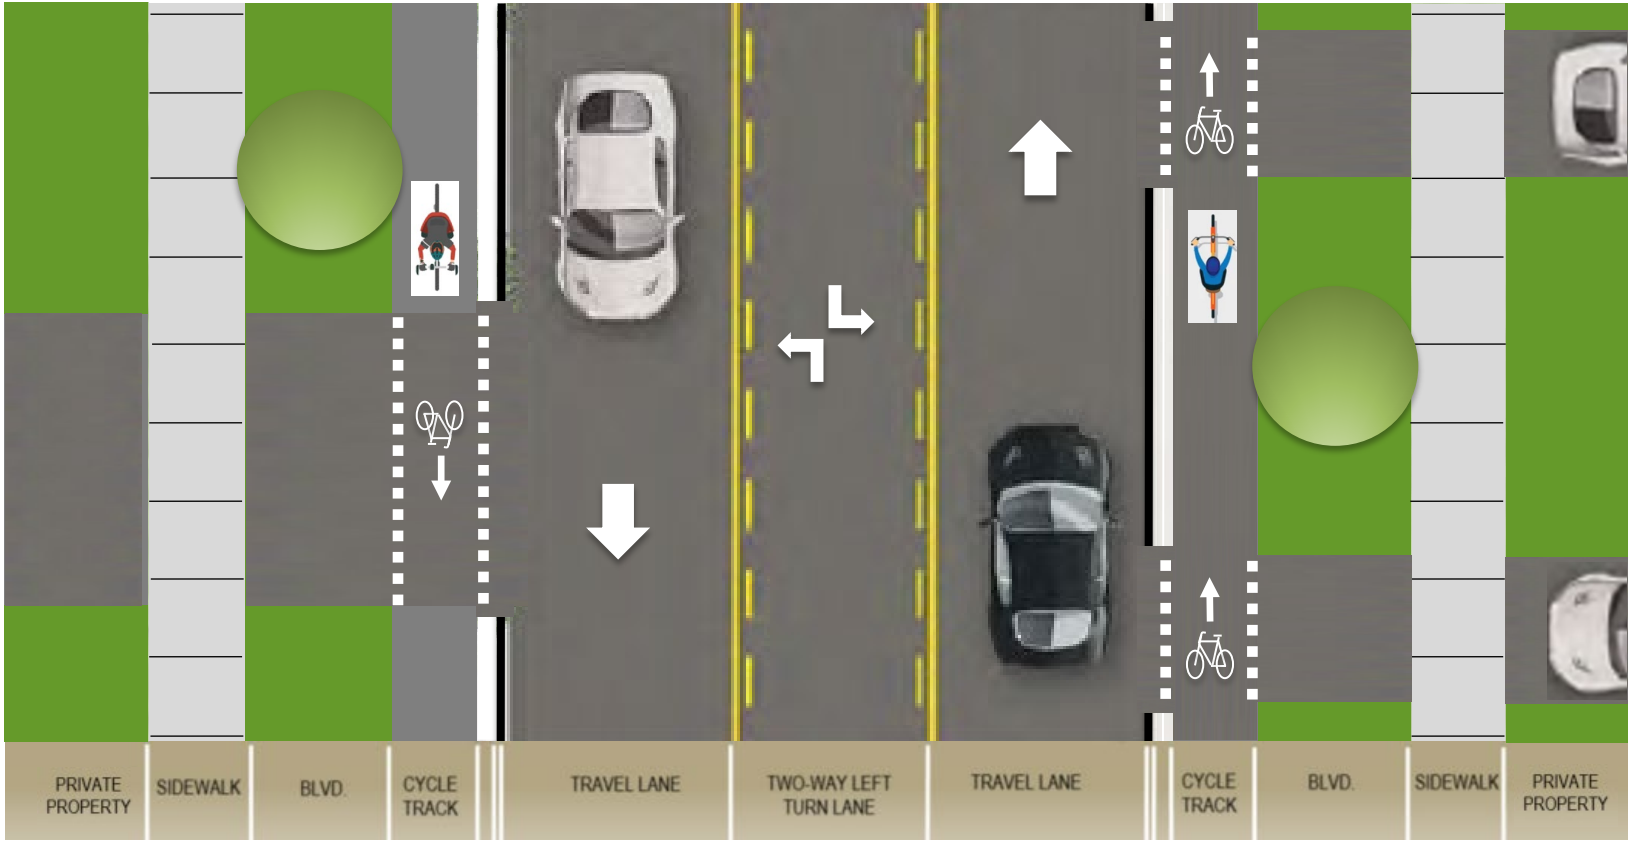 PRIVATE
PROPERTY
SIDEWALK
BLVD.
CYCLE
TRACK
TRAVEL LANE
TWO-WAY LEFT
TURN LANE
TRAVEL LANE
CYCLE
TRACK
BLVD.
SIDEWALK
PRIVATE
PROPERTY